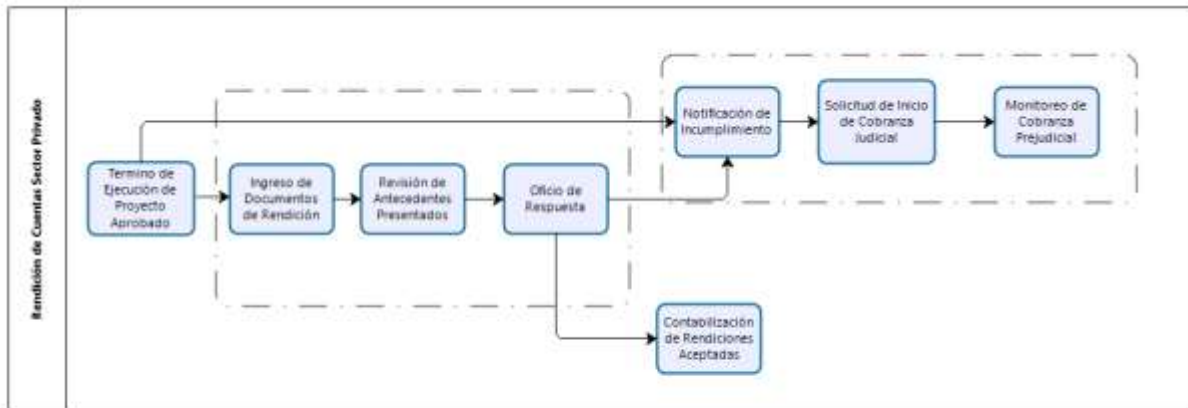 Rendición de Cuentas Sector Privado
Termino de
Ejecución de
Proyecto
Aprobado
Ingreso de
Documentos
de Rendición
Revisión de
Antecedentes
Presentados
Oficio de
Respuesta
Notificación de
Incumplimiento
Solicitud de Inicio
de Cobranza
Judicial
Monitoreo de
Cobranza
Prejudicial
Contabilización
de Rendiciones
Aceptadas